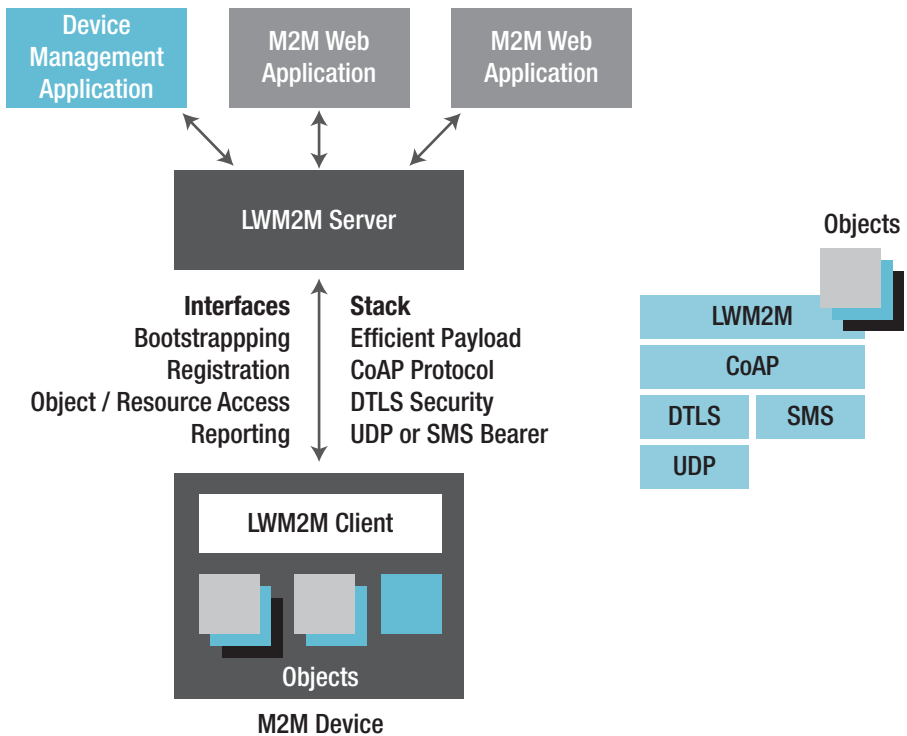 Device
Management
Application
M2M Web
Application
M2M Web
Application
LWM2M Server
Interfaces
Bootstrappping
Registration
Object / Resource Access
Reporting
Stack
Efficient Payload
CoAP Protocol
DTLS Security
UDP or SMS Bearer
LWM2M Client
Objects
M2M Device
Objects
LWM2M
CoAP
DTLS
SMS
UDP